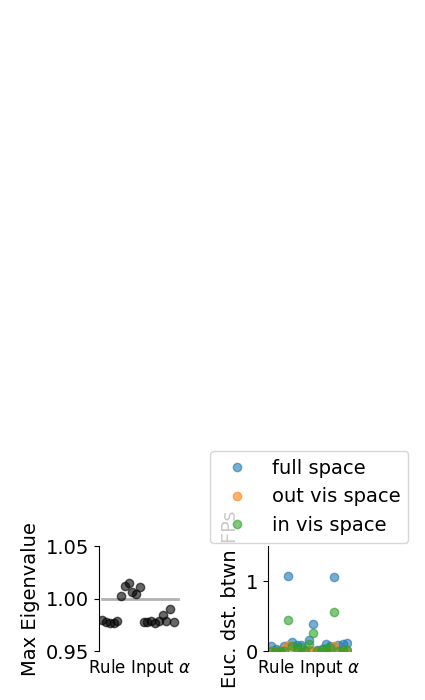 full space
out vis space
in vis space
Max Eigenvalue
1.05
1.00
0.95
Rule Input α
Euc. dst. btwn FPs
1
0
Rule Input α